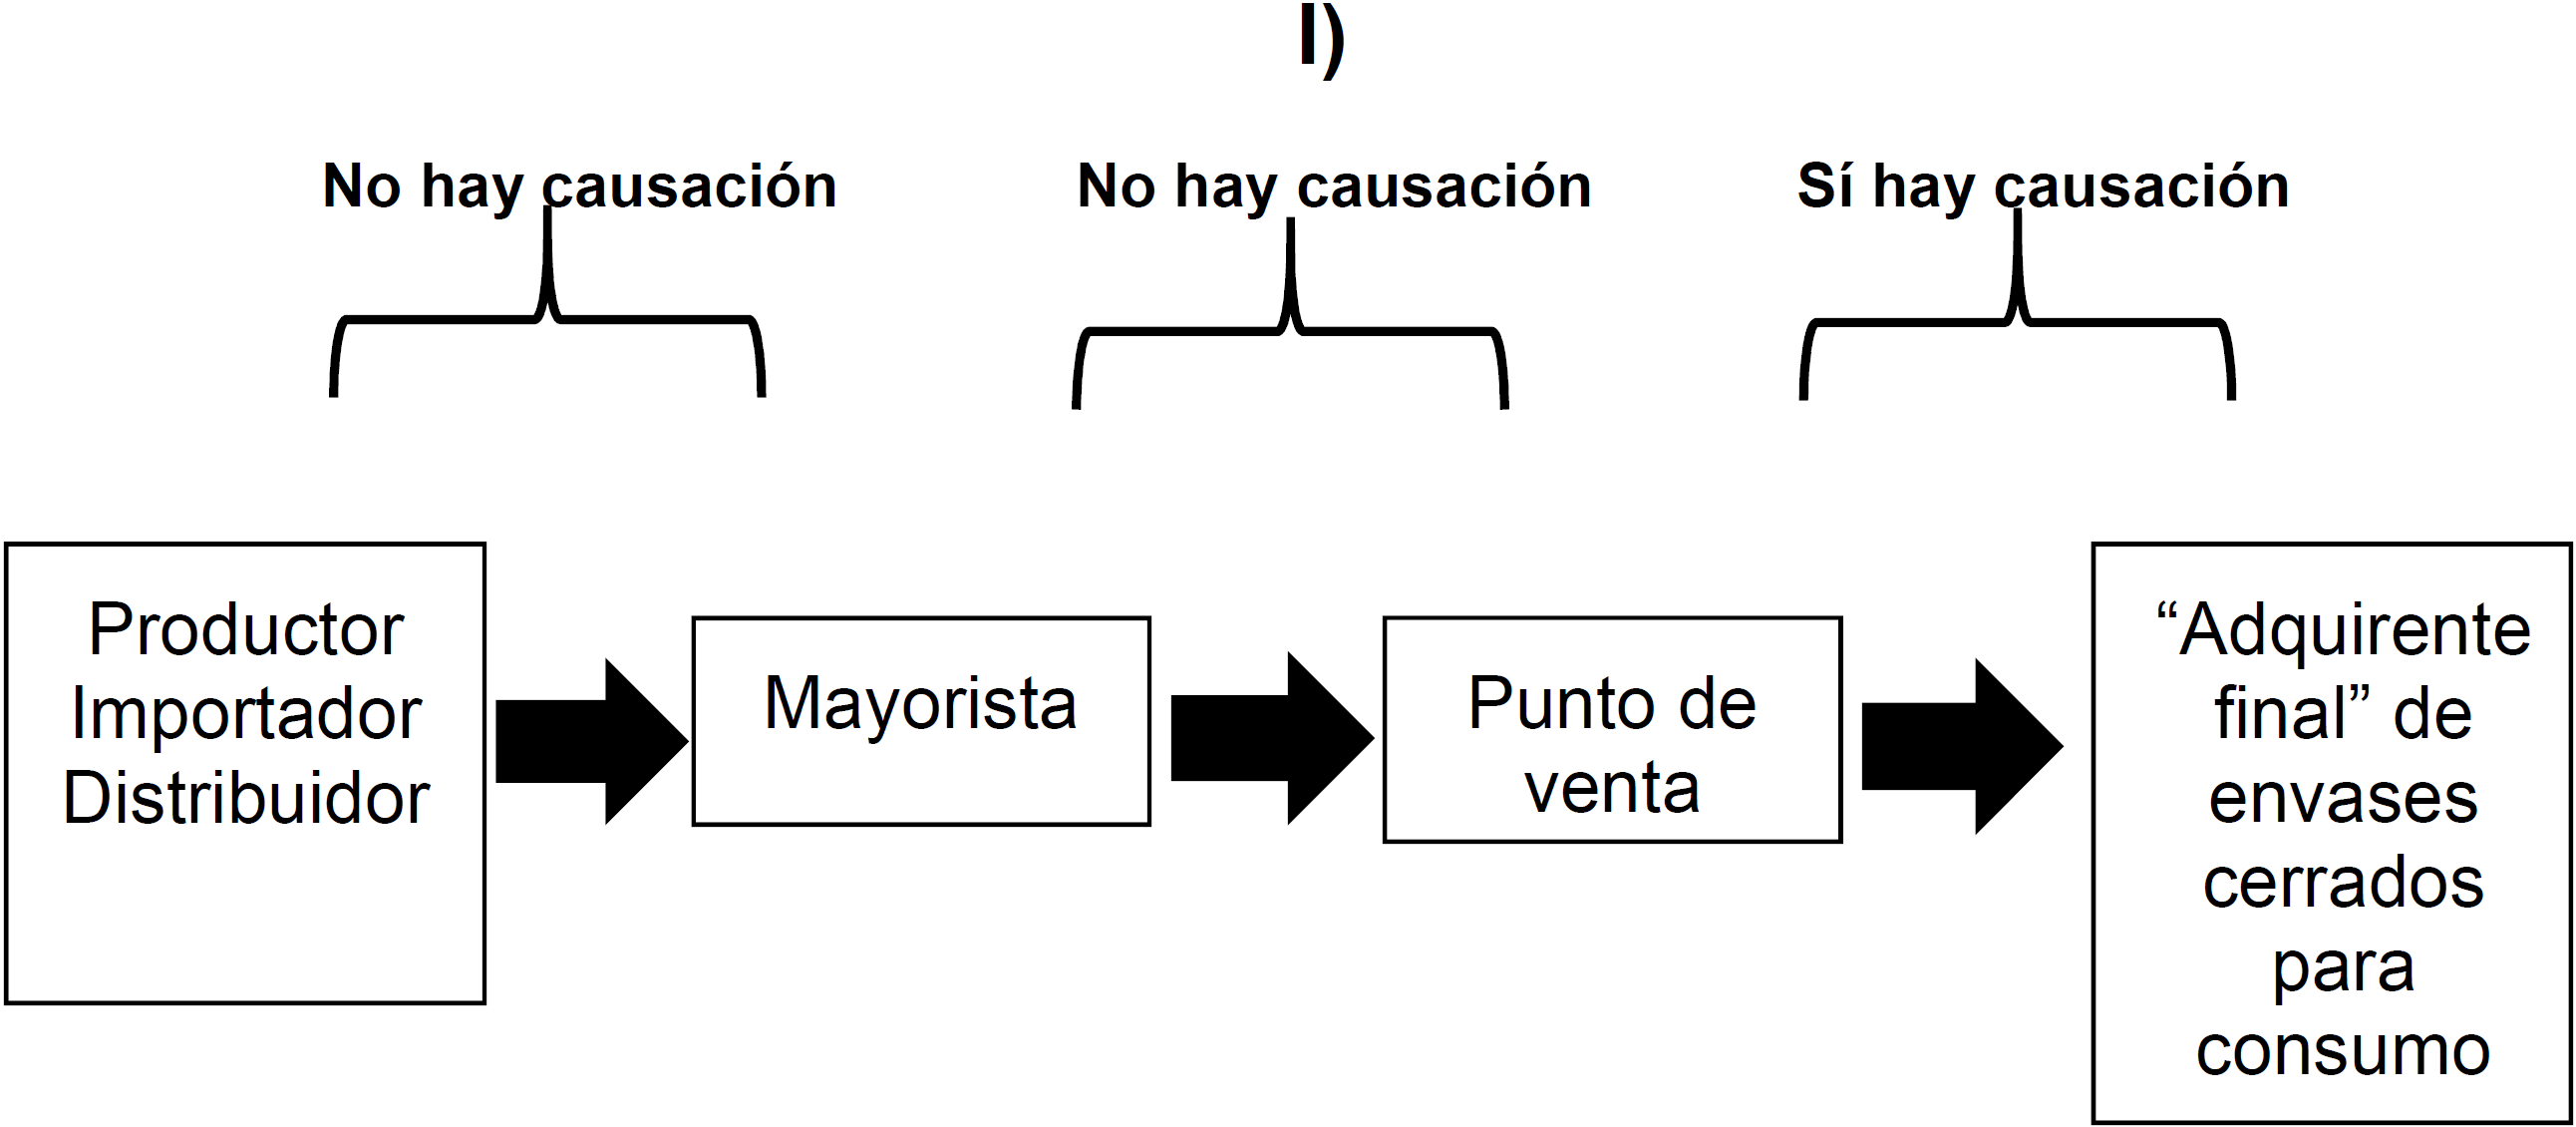 I)
No hay causación
No hay causación
Sí hay causación
Productor
Importador
Distribuidor
Mayorista
Punto de
venta
“Adquirente
final” de
envases
cerrados
para
consumo